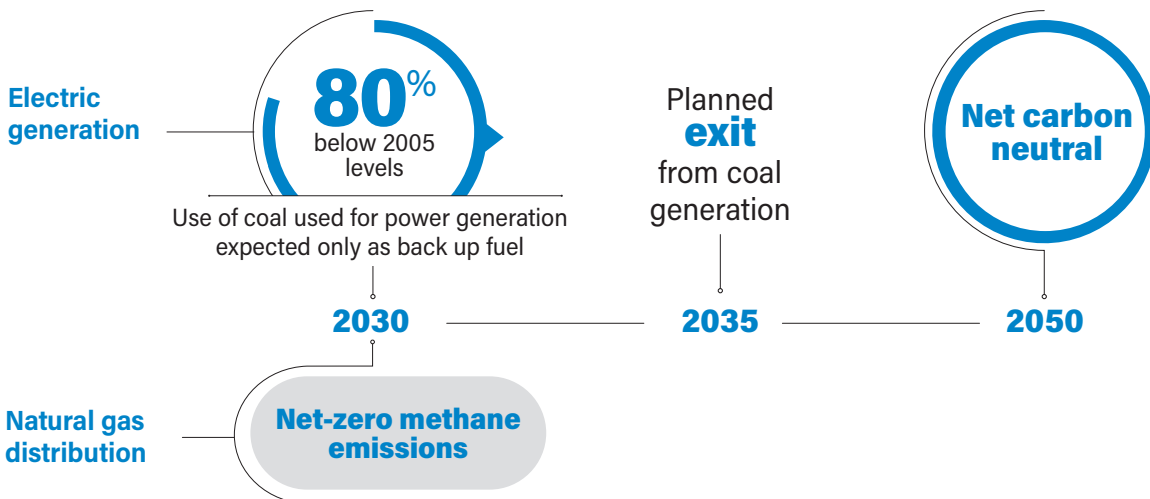 Electric
generation
80%
below 2005
levels
Use of coal used for power generation
expected only as back up fuel
Planned
exit
from coal
generation
Net carbon
neutral
2030
2035
2050
Natural gas
distribution
Net-zero methane
emissions